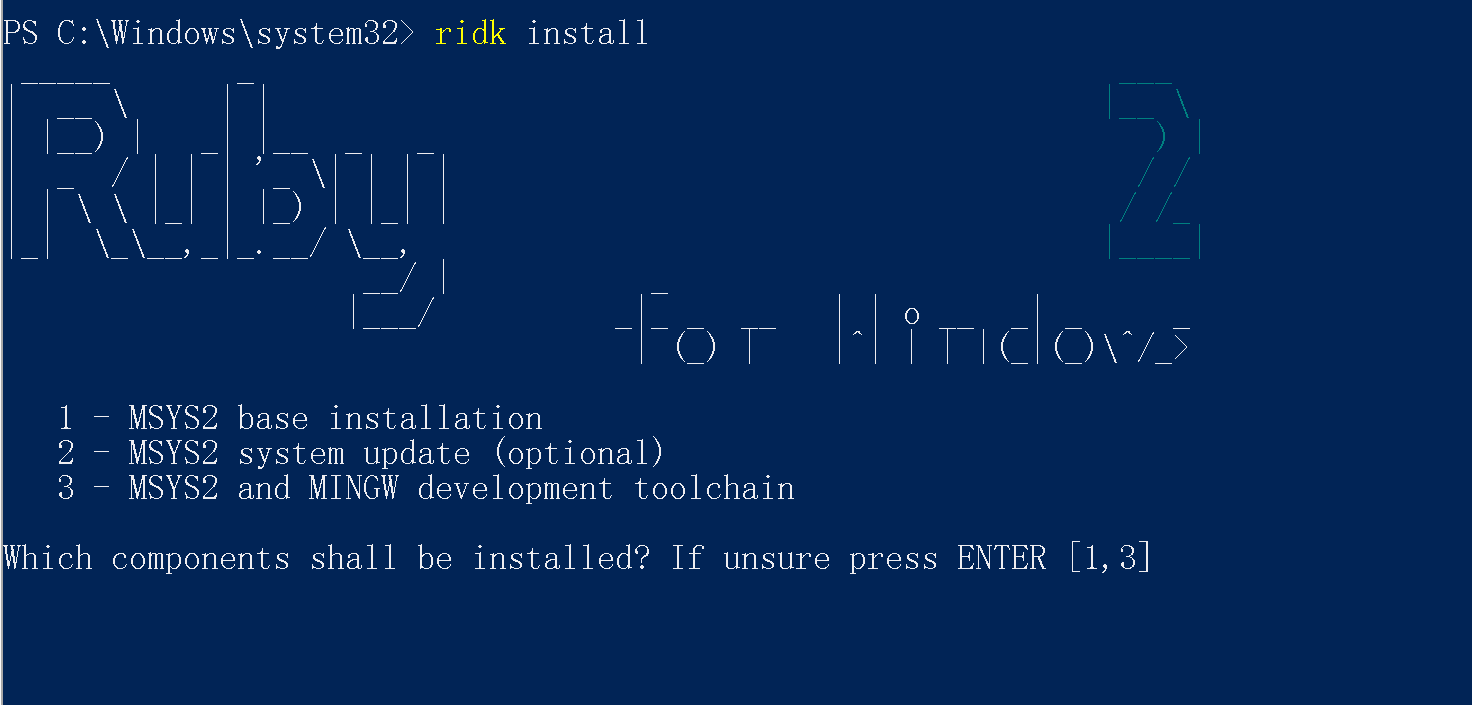 PS C:\Windows\system32> ridk install
Ruby 2
for Windows
1 - MSYS2 base installation
2 - MSYS2 system update (optional)
3 - MSYS2 and MINGW development toolchain
Which components shall be installed? If unsure press ENTER [1,3]